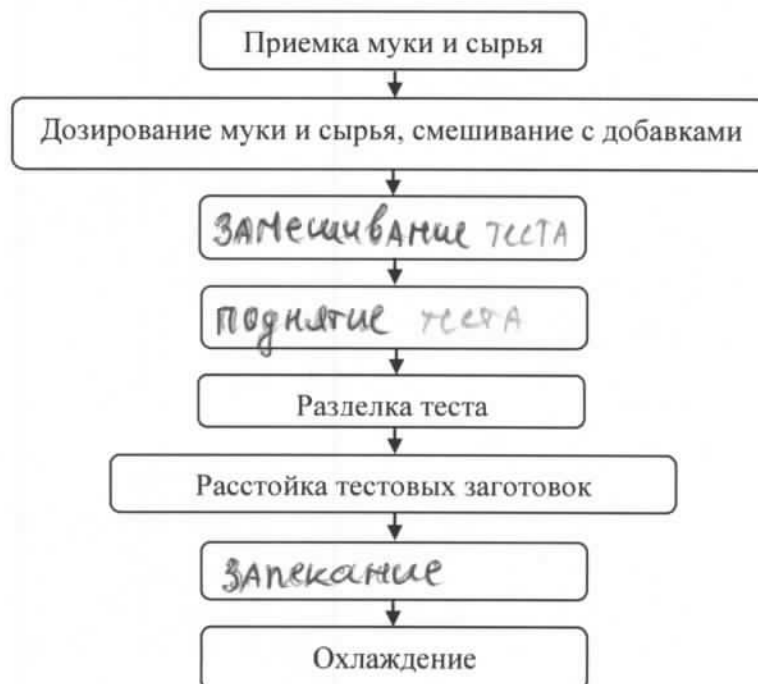 Приемка муки и сырья
Дозирование муки и сырья, смешивание с добавками
ЗАМЕШИВАНИЕ ТЕСТА
ПОДНЯТИЕ ТЕСТА
Разделка теста
Расстойка тестовых заготовок
ЗАПЕКАНИЕ
Охлаждение